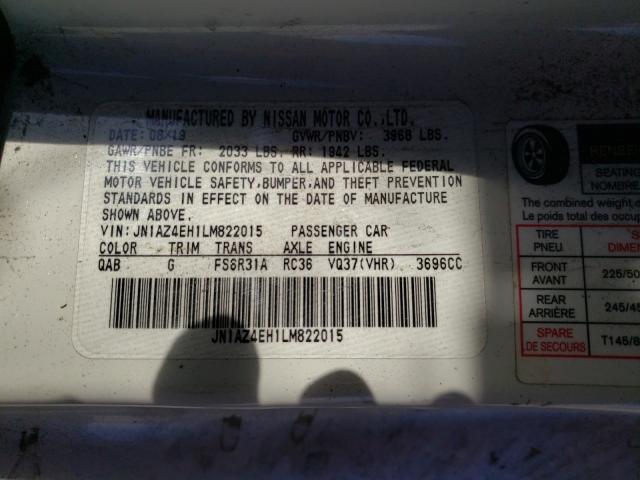 MANUFACTURED BY NISSAN MOTOR CO.,LTD.
DATE: 08/19 GVWR/PNBV: 3968 LBS.
GAWR/PNBE FR: 2033 LBS. RR: 1942 LBS.
THIS VEHICLE CONFORMS TO ALL APPLICABLE FEDERAL
MOTOR VEHICLE SAFETY,BUMPER,AND THEFT PREVENTION
STANDARDS IN EFFECT ON THE DATE OF MANUFACTURE
SHOWN ABOVE.
VIN: JN1AZ4EH1LM822015 PASSENGER CAR
COLOR TRIM TRANS AXLE ENGINE
QAB G FS8R31A RC36 VQ37(VHR) 3696CC
JN1AZ4EH1LM822015
SEATING
NOMBRE
The combined weight
Le poids total des
TIRE
PNEU
FRONT
AVANT
225/50
REAR
ARRIÈRE
245/45
SPARE
DE SECOURS